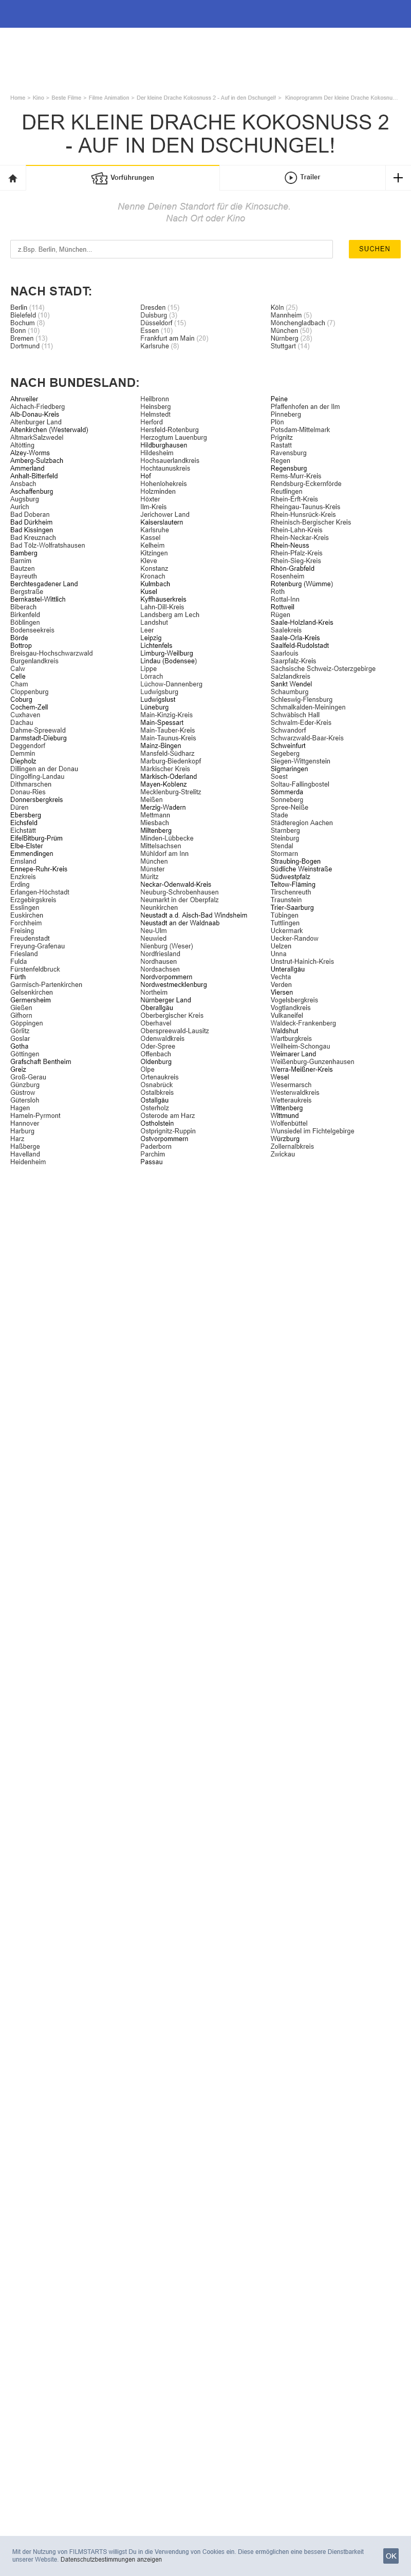 Home > Kino > Beste Filme > Filme Animation > Der kleine Drache Kokosnuss 2 - Auf in den Dschungel! > Kinoprogramm Der kleine Drache Kokosnu...
DER KLEINE DRACHE KOKOSNUSS 2
- AUF IN DEN DSCHUNGEL!
Vorführungen
Trailer
Nenne Deinen Standort für die Kinosuche.
Nach Ort oder Kino
z.Bsp. Berlin, München...
SUCHEN
NACH STADT:
Berlin (114)
Bielefeld (10)
Bochum (8)
Bonn (10)
Bremen (13)
Dortmund (11)
Dresden (15)
Duisburg (3)
Düsseldorf (15)
Essen (10)
Frankfurt am Main (20)
Karlsruhe (8)
Köln (25)
Mannheim (5)
Mönchengladbach (7)
München (50)
Nürnberg (28)
Stuttgart (14)
NACH BUNDESLAND:
Ahrweiler
Aichach-Friedberg
Alb-Donau-Kreis
Altenburger Land
Altenkirchen (Westerwald)
AltmarkSalzwedel
Altötting
Alzey-Worms
Amberg-Sulzbach
Ammerland
Anhalt-Bitterfeld
Ansbach
Aschaffenburg
Augsburg
Aurich
Bad Doberan
Bad Dürkheim
Bad Kissingen
Bad Kreuznach
Bad Tölz-Wolfratshausen
Bamberg
Barnim
Bautzen
Bayreuth
Berchtesgadener Land
Bergstraße
Bernkastel-Wittlich
Biberach
Birkenfeld
Böblingen
Bodenseekreis
Börde
Bottrop
Breisgau-Hochschwarzwald
Burgenlandkreis
Calw
Celle
Cham
Cloppenburg
Coburg
Cochem-Zell
Cuxhaven
Dachau
Dahme-Spreewald
Darmstadt-Dieburg
Deggendorf
Demmin
Diepholz
Dillingen an der Donau
Dingolfing-Landau
Dithmarschen
Donau-Ries
Donnersbergkreis
Düren
Ebersberg
Eichsfeld
Eichstätt
EifelBitburg-Prüm
Elbe-Elster
Emmendingen
Emsland
Ennepe-Ruhr-Kreis
Enzkreis
Erding
Erlangen-Höchstadt
Erzgebirgskreis
Esslingen
Euskirchen
Forchheim
Freising
Freudenstadt
Freyung-Grafenau
Friesland
Fulda
Fürstenfeldbruck
Fürth
Garmisch-Partenkirchen
Gelsenkirchen
Germersheim
Gießen
Gifhorn
Göppingen
Görlitz
Goslar
Gotha
Göttingen
Grafschaft Bentheim
Greiz
Groß-Gerau
Günzburg
Güstrow
Gütersloh
Hagen
Hameln-Pyrmont
Hannover
Harburg
Harz
Haßberge
Havelland
Heidenheim
Heilbronn
Heinsberg
Helmstedt
Herford
Hersfeld-Rotenburg
Herzogtum Lauenburg
Hildburghausen
Hildesheim
Hochsauerlandkreis
Hochtaunuskreis
Hof
Hohenlohekreis
Holzminden
Höxter
Ilm-Kreis
Jerichower Land
Kaiserslautern
Karlsruhe
Kassel
Kelheim
Kitzingen
Kleve
Konstanz
Kronach
Kulmbach
Kusel
Kyffhäuserkreis
Lahn-Dill-Kreis
Landsberg am Lech
Landshut
Leer
Leipzig
Lichtenfels
Limburg-Weilburg
Lindau (Bodensee)
Lippe
Lörrach
Lüchow-Dannenberg
Ludwigsburg
Ludwigslust
Lüneburg
Main-Kinzig-Kreis
Main-Spessart
Main-Tauber-Kreis
Main-Taunus-Kreis
Mainz-Bingen
Mansfeld-Südharz
Marburg-Biedenkopf
Märkischer Kreis
Märkisch-Oderland
Mayen-Koblenz
Mecklenburg-Strelitz
Meißen
Merzig-Wadern
Mettmann
Miesbach
Miltenberg
Minden-Lübbecke
Mittelsachsen
Mühldorf am Inn
München
Münster
Müritz
Neckar-Odenwald-Kreis
Neuburg-Schrobenhausen
Neumarkt in der Oberpfalz
Neunkirchen
Neustadt a.d. Aisch-Bad Windsheim
Neustadt an der Waldnaab
Neu-Ulm
Neuwied
Nienburg (Weser)
Nordfriesland
Nordhausen
Nordsachsen
Nordvorpommern
Nordwestmecklenburg
Northeim
Nürnberger Land
Oberallgäu
Oberbergischer Kreis
Oberhavel
Oberspreewald-Lausitz
Odenwaldkreis
Oder-Spree
Offenbach
Oldenburg
Olpe
Ortenaukreis
Osnabrück
Ostalbkreis
Ostallgäu
Osterholz
Osterode am Harz
Ostholstein
Ostprignitz-Ruppin
Ostvorpommern
Paderborn
Parchim
Passau
Peine
Pfaffenhofen an der Ilm
Pinneberg
Plön
Potsdam-Mittelmark
Prignitz
Rastatt
Ravensburg
Regen
Regensburg
Rems-Murr-Kreis
Rendsburg-Eckernförde
Reutlingen
Rhein-Erft-Kreis
Rheingau-Taunus-Kreis
Rhein-Hunsrück-Kreis
Rheinisch-Bergischer Kreis
Rhein-Lahn-Kreis
Rhein-Neckar-Kreis
Rhein-Neuss
Rhein-Pfalz-Kreis
Rhein-Sieg-Kreis
Rhön-Grabfeld
Rosenheim
Rotenburg (Wümme)
Roth
Rottal-Inn
Rottweil
Rügen
Saale-Holzland-Kreis
Saalekreis
Saale-Orla-Kreis
Saalfeld-Rudolstadt
Saarlouis
Saarpfalz-Kreis
Sächsische Schweiz-Osterzgebirge
Salzlandkreis
Sankt Wendel
Schaumburg
Schleswig-Flensburg
Schmalkalden-Meiningen
Schwäbisch Hall
Schwalm-Eder-Kreis
Schwandorf
Schwarzwald-Baar-Kreis
Schweinfurt
Segeberg
Siegen-Wittgenstein
Sigmaringen
Soest
Soltau-Fallingbostel
Sömmerda
Sonneberg
Spree-Neiße
Stade
Städteregion Aachen
Starnberg
Steinburg
Stendal
Stormarn
Straubing-Bogen
Südliche Weinstraße
Südwestpfalz
Teltow-Fläming
Tirschenreuth
Traunstein
Trier-Saarburg
Tübingen
Tuttlingen
Uckermark
Uecker-Randow
Uelzen
Unna
Unstrut-Hainich-Kreis
Unterallgäu
Vechta
Verden
Viersen
Vogelsbergkreis
Vogtlandkreis
Vulkaneifel
Waldeck-Frankenberg
Waldshut
Wartburgkreis
Weilheim-Schongau
Weimarer Land
Weißenburg-Gunzenhausen
Werra-Meißner-Kreis
Wesel
Wesermarsch
Westerwaldkreis
Wetteraukreis
Wittenberg
Wittmund
Wolfenbüttel
Wunsiedel im Fichtelgebirge
Würzburg
Zollernalbkreis
Zwickau
Mit der Nutzung von FILMSTARTS willigst Du in die Verwendung von Cookies ein. Diese ermöglichen eine bessere Dienstbarkeit
unserer Website. Datenschutzbestimmungen anzeigen
OK